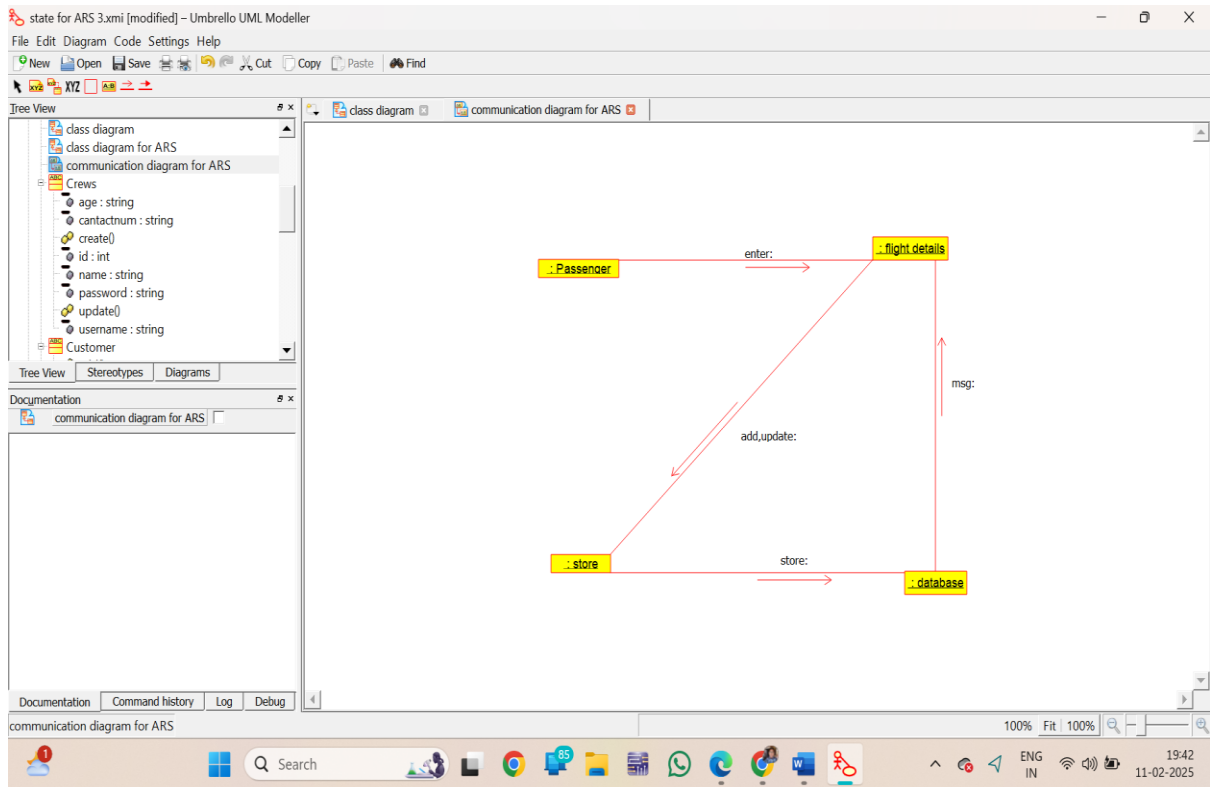 state for ARS 3.xmi [modified] – Umbrello UML Modeller
File Edit Diagram Code Settings Help
New Open Save Cut Copy Paste Find
XYZ XYZ XYZ A:B
Tree View
class diagram communication diagram for ARS
class diagram
class diagram for ARS
communication diagram for ARS
ABC Crews
age : string
cantactnum : string
create()
id : int
name : string
password : string
update()
username : string
ABC Customer
Tree View Stereotypes Diagrams
Documentation
communication diagram for ARS
enter:
: flight details
: Passenger
msg:
add,update:
: store
store:
: database
Documentation Command history Log Debug
communication diagram for ARS
100% Fit 100%
1
Search
85
ENG
IN
19:42
11-02-2025